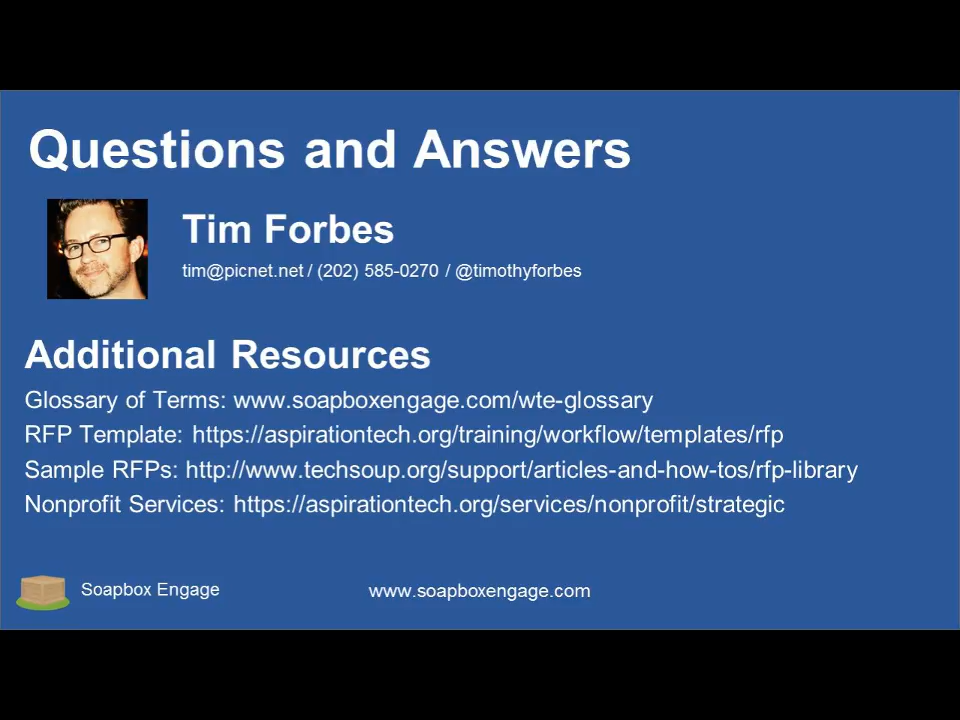 Questions and Answers
Tim Forbes
tim@picnet.net / (202) 585-0270 / @timothyforbes
Additional Resources
Glossary of Terms: www.soapboxengage.com/wte-glossary
RFP Template: https://aspirationtech.org/training/workflow/templates/rfp
Sample RFPs: http://www.techsoup.org/support/articles-and-how-tos/rfp-library
Nonprofit Services: https://aspirationtech.org/services/nonprofit/strategic
Soapbox Engage
www.soapboxengage.com